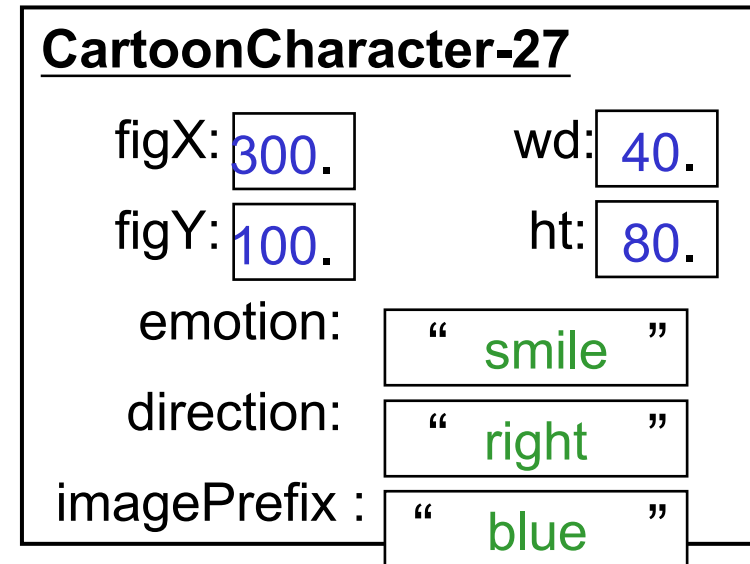 CartoonCharacter-27
figX: 300. wd: 40.
figY: 100. ht: 80.
emotion: “ smile ”
direction: “ right ”
imagePrefix : “ blue ”